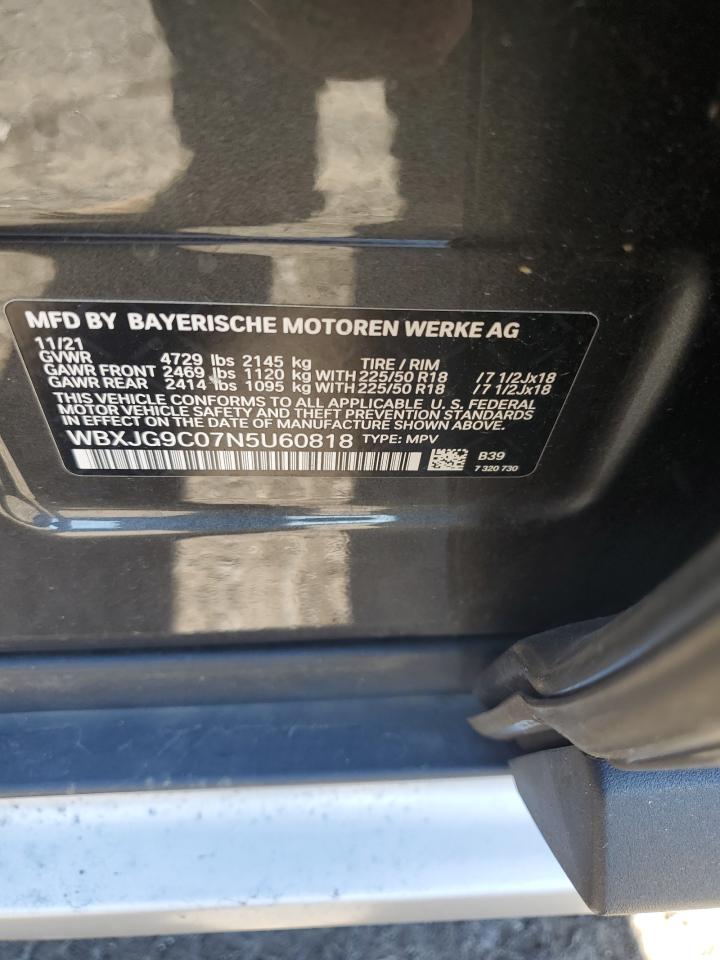 MFD BY BAYERISCHE MOTOREN WERKE AG
11/21
GVWR 4729 lbs 2145 kg TIRE / RIM
GAWR FRONT 2469 lbs 1120 kg WITH 225/50 R18 / 7 1/2Jx18
GAWR REAR 2414 lbs 1095 kg WITH 225/50 R18 / 7 1/2Jx18
THIS VEHICLE CONFORMS TO ALL APPLICABLE U. S. FEDERAL
MOTOR VEHICLE SAFETY AND THEFT PREVENTION STANDARDS
IN EFFECT ON THE DATE OF MANUFACTURE SHOWN ABOVE.
WBXJG9C07N5U60818 TYPE: MPV
B39
7 320 730